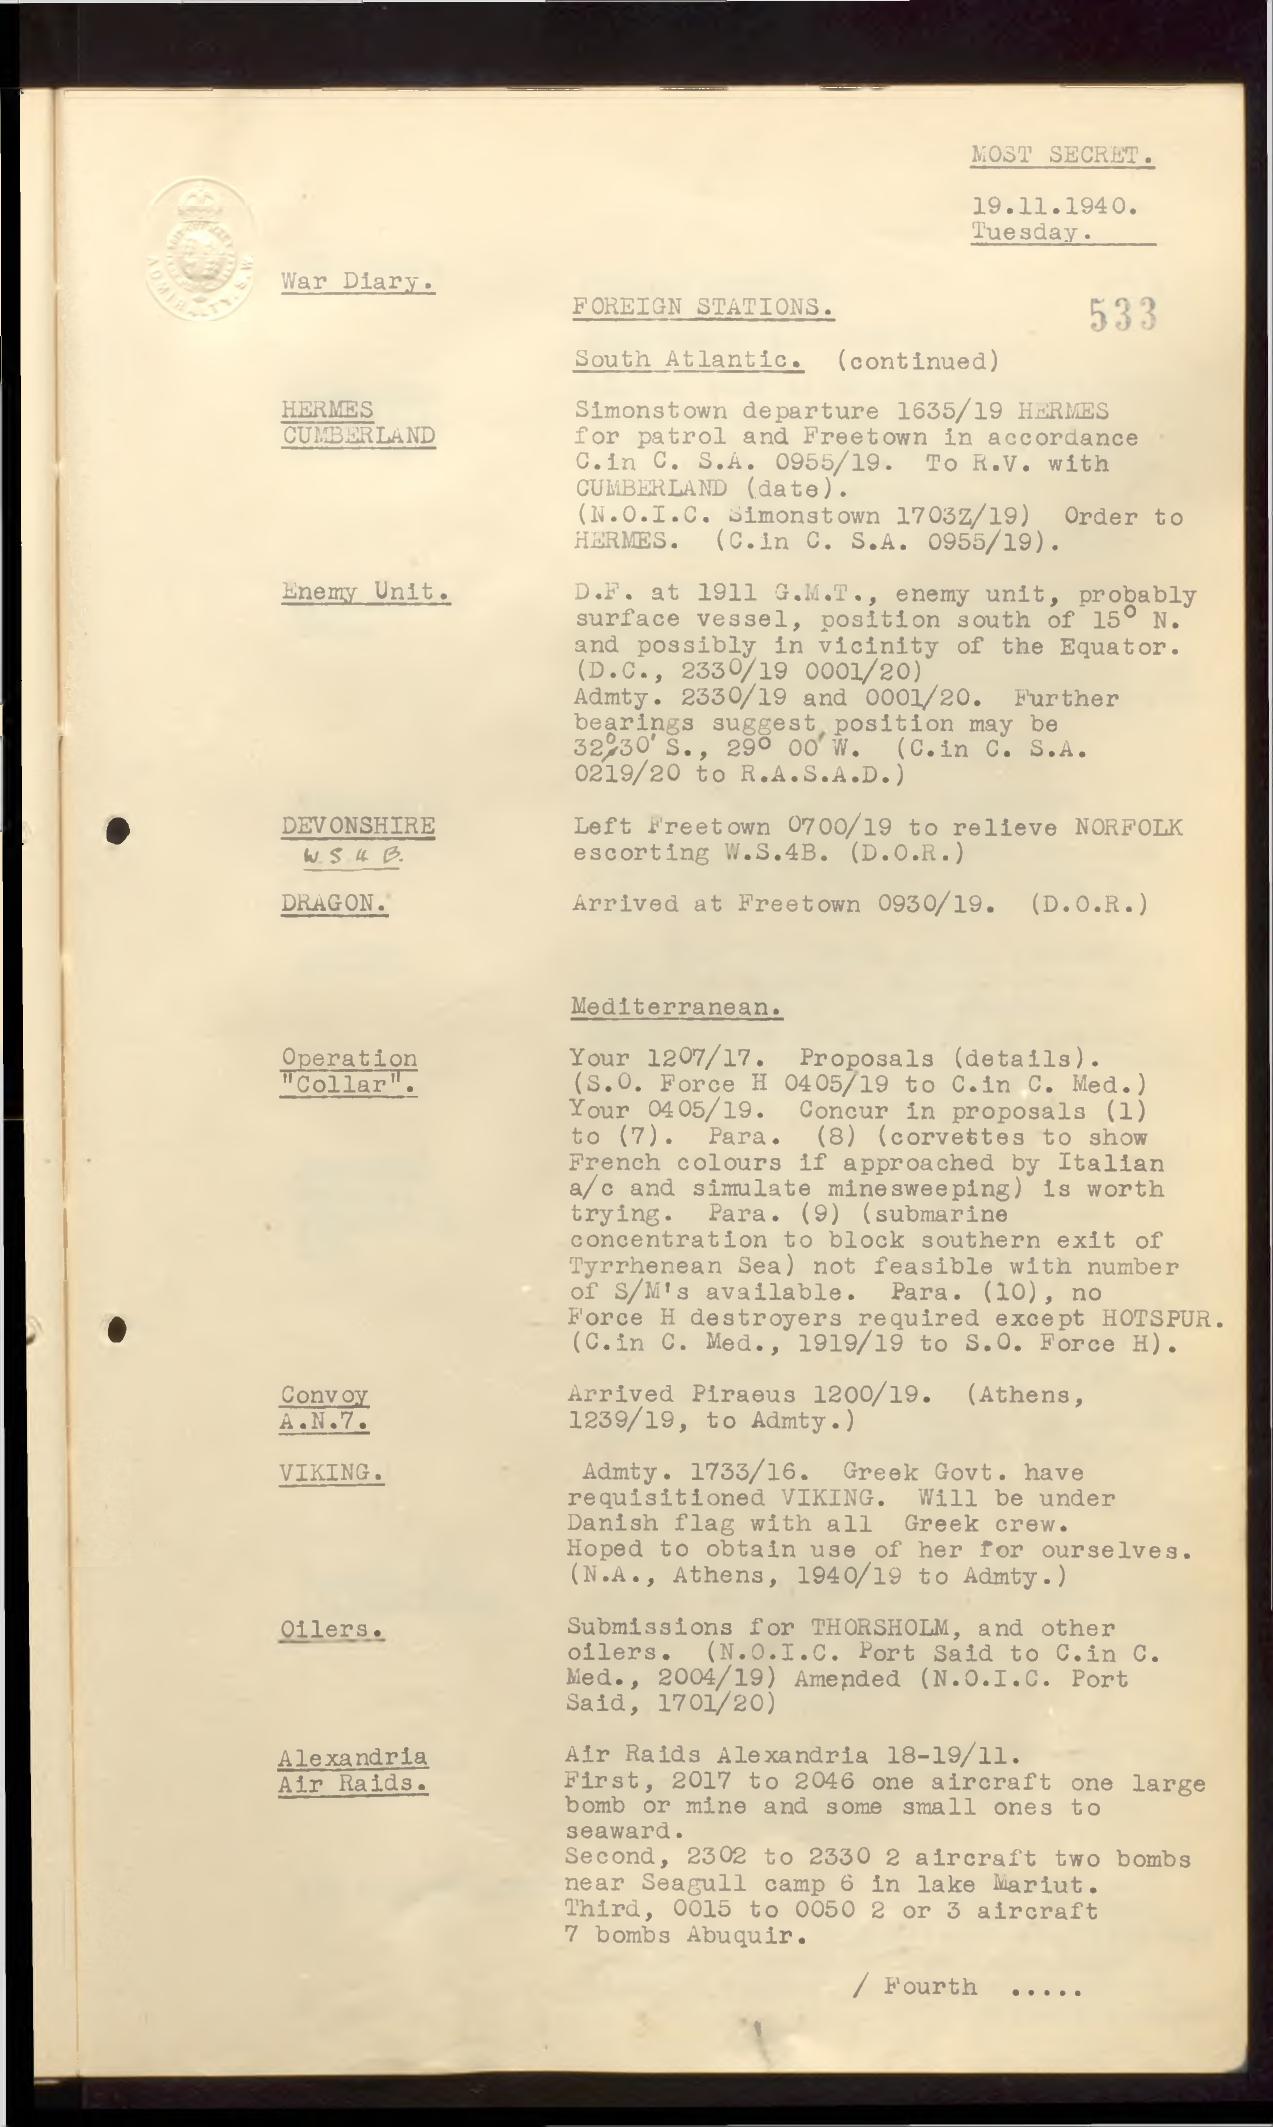 MOST SECRET.
19.11.1940.
Tuesday.
ADMIRALTY. S.W.
War Diary.
FOREIGN STATIONS.
533
South Atlantic. (continued)
HERMES
CUMBERLAND
Simonstown departure 1635/19 HERMES
for patrol and Freetown in accordance
C.in C. S.A. 0955/19. To R.V. with
CUMBERLAND (date).
(N.O.I.C. Simonstown 1703Z/19) Order to
HERMES. (C.in C. S.A. 0955/19).
Enemy Unit.
D.F. at 1911 G.M.T., enemy unit, probably
surface vessel, position south of 15° N.
and possibly in vicinity of the Equator.
(D.C., 2330/19 0001/20)
Admty. 2330/19 and 0001/20. Further
bearings suggest position may be
32°30' S., 29° 00' W. (C.in C. S.A.
0219/20 to R.A.S.A.D.)
DEVONSHIRE
W S 4 B.
Left Freetown 0700/19 to relieve NORFOLK
escorting W.S.4B. (D.O.R.)
DRAGON.
Arrived at Freetown 0930/19. (D.O.R.)
Mediterranean.
Operation
"Collar".
Your 1207/17. Proposals (details).
(S.O. Force H 0405/19 to C.in C. Med.)
Your 0405/19. Concur in proposals (1)
to (7). Para. (8) (corvettes to show
French colours if approached by Italian
a/c and simulate minesweeping) is worth
trying. Para. (9) (submarine
concentration to block southern exit of
Tyrrhenean Sea) not feasible with number
of S/M's available. Para. (10), no
Force H destroyers required except HOTSPUR.
(C.in C. Med., 1919/19 to S.O. Force H).
Convoy
A.N.7.
Arrived Piraeus 1200/19. (Athens,
1239/19, to Admty.)
VIKING.
Admty. 1733/16. Greek Govt. have
requisitioned VIKING. Will be under
Danish flag with all Greek crew.
Hoped to obtain use of her for ourselves.
(N.A., Athens, 1940/19 to Admty.)
Oilers.
Submissions for THORSHOLM, and other
oilers. (N.O.I.C. Port Said to C.in C.
Med., 2004/19) Amended (N.O.I.C. Port
Said, 1701/20)
Alexandria
Air Raids.
Air Raids Alexandria 18-19/11.
First, 2017 to 2046 one aircraft one large
bomb or mine and some small ones to
seaward.
Second, 2302 to 2330 2 aircraft two bombs
near Seagull camp 6 in lake Mariut.
Third, 0015 to 0050 2 or 3 aircraft
7 bombs Abuquir.
/ Fourth .....